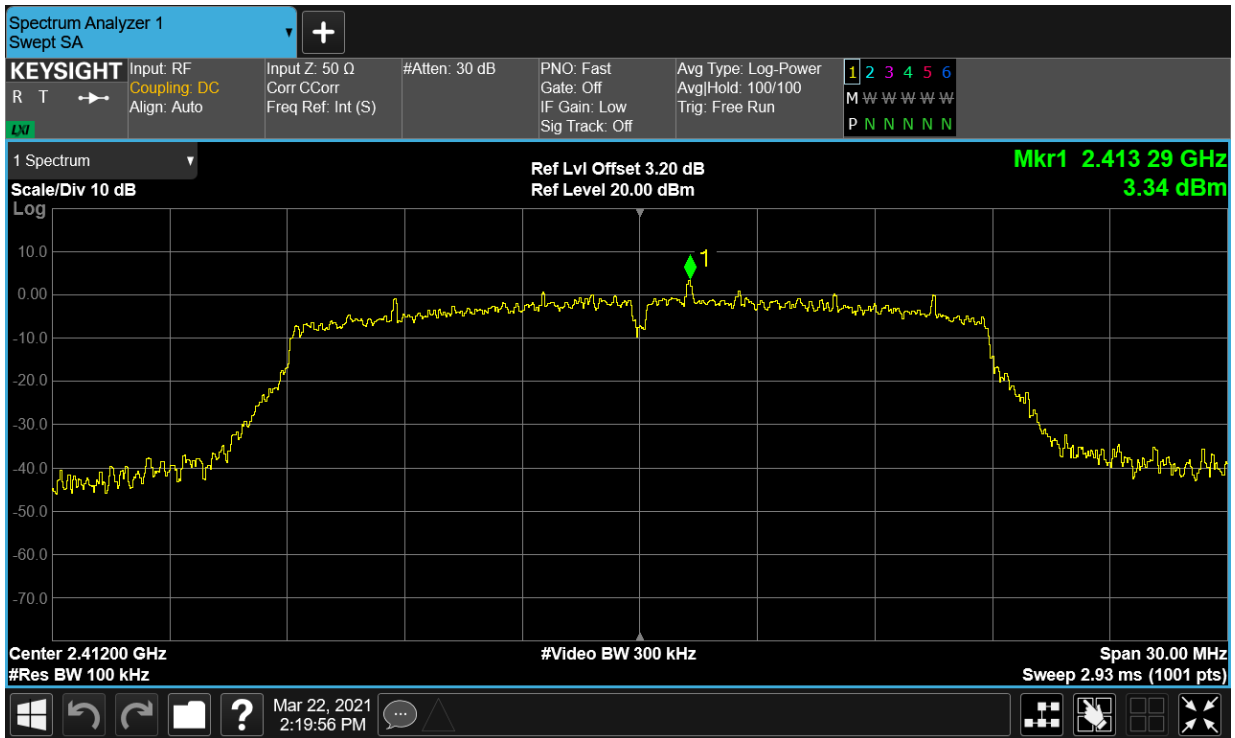 Spectrum Analyzer 1
Swept SA
KEYSIGHT
R T
LXI
Input: RF
Coupling: DC
Align: Auto
Input Z: 50 Ω
Corr CCorr
Freq Ref: Int (S)
#Atten: 30 dB
PNO: Fast
Gate: Off
IF Gain: Low
Sig Track: Off
Avg Type: Log-Power
Avg|Hold: 100/100
Trig: Free Run
1 2 3 4 5 6
M W W W W W
P N N N N N
1 Spectrum
Scale/Div 10 dB
Log
Ref Lvl Offset 3.20 dB
Ref Level 20.00 dBm
Mkr1 2.413 29 GHz
3.34 dBm
1
10.0
0.00
-10.0
-20.0
-30.0
-40.0
-50.0
-60.0
-70.0
Center 2.41200 GHz
#Res BW 100 kHz
#Video BW 300 kHz
Span 30.00 MHz
Sweep 2.93 ms (1001 pts)
?
Mar 22, 2021
2:19:56 PM